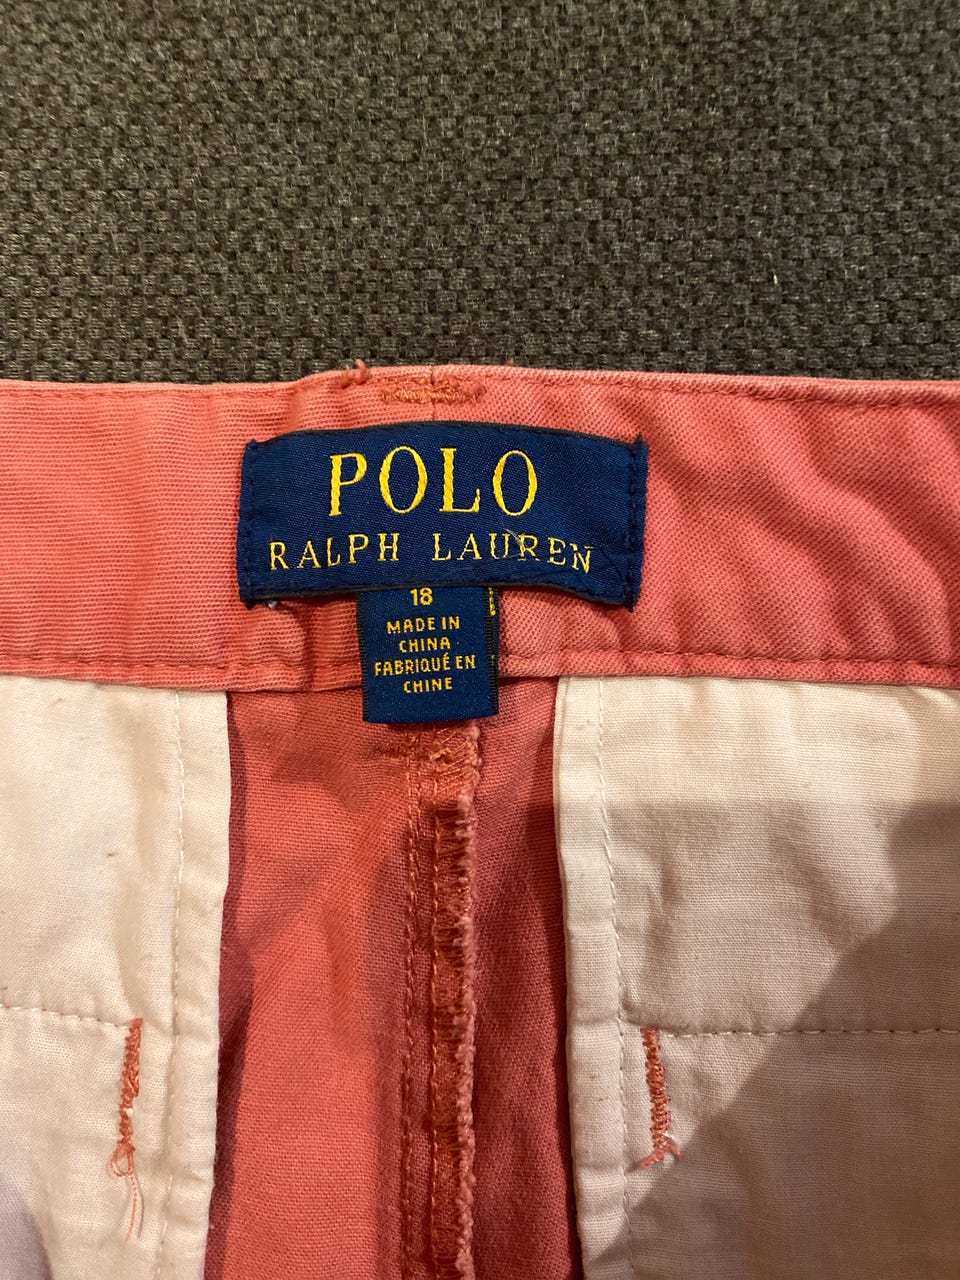 POLO
RALPH LAUREN
18
MADE IN
CHINA
FABRIQUÉ EN
CHINE